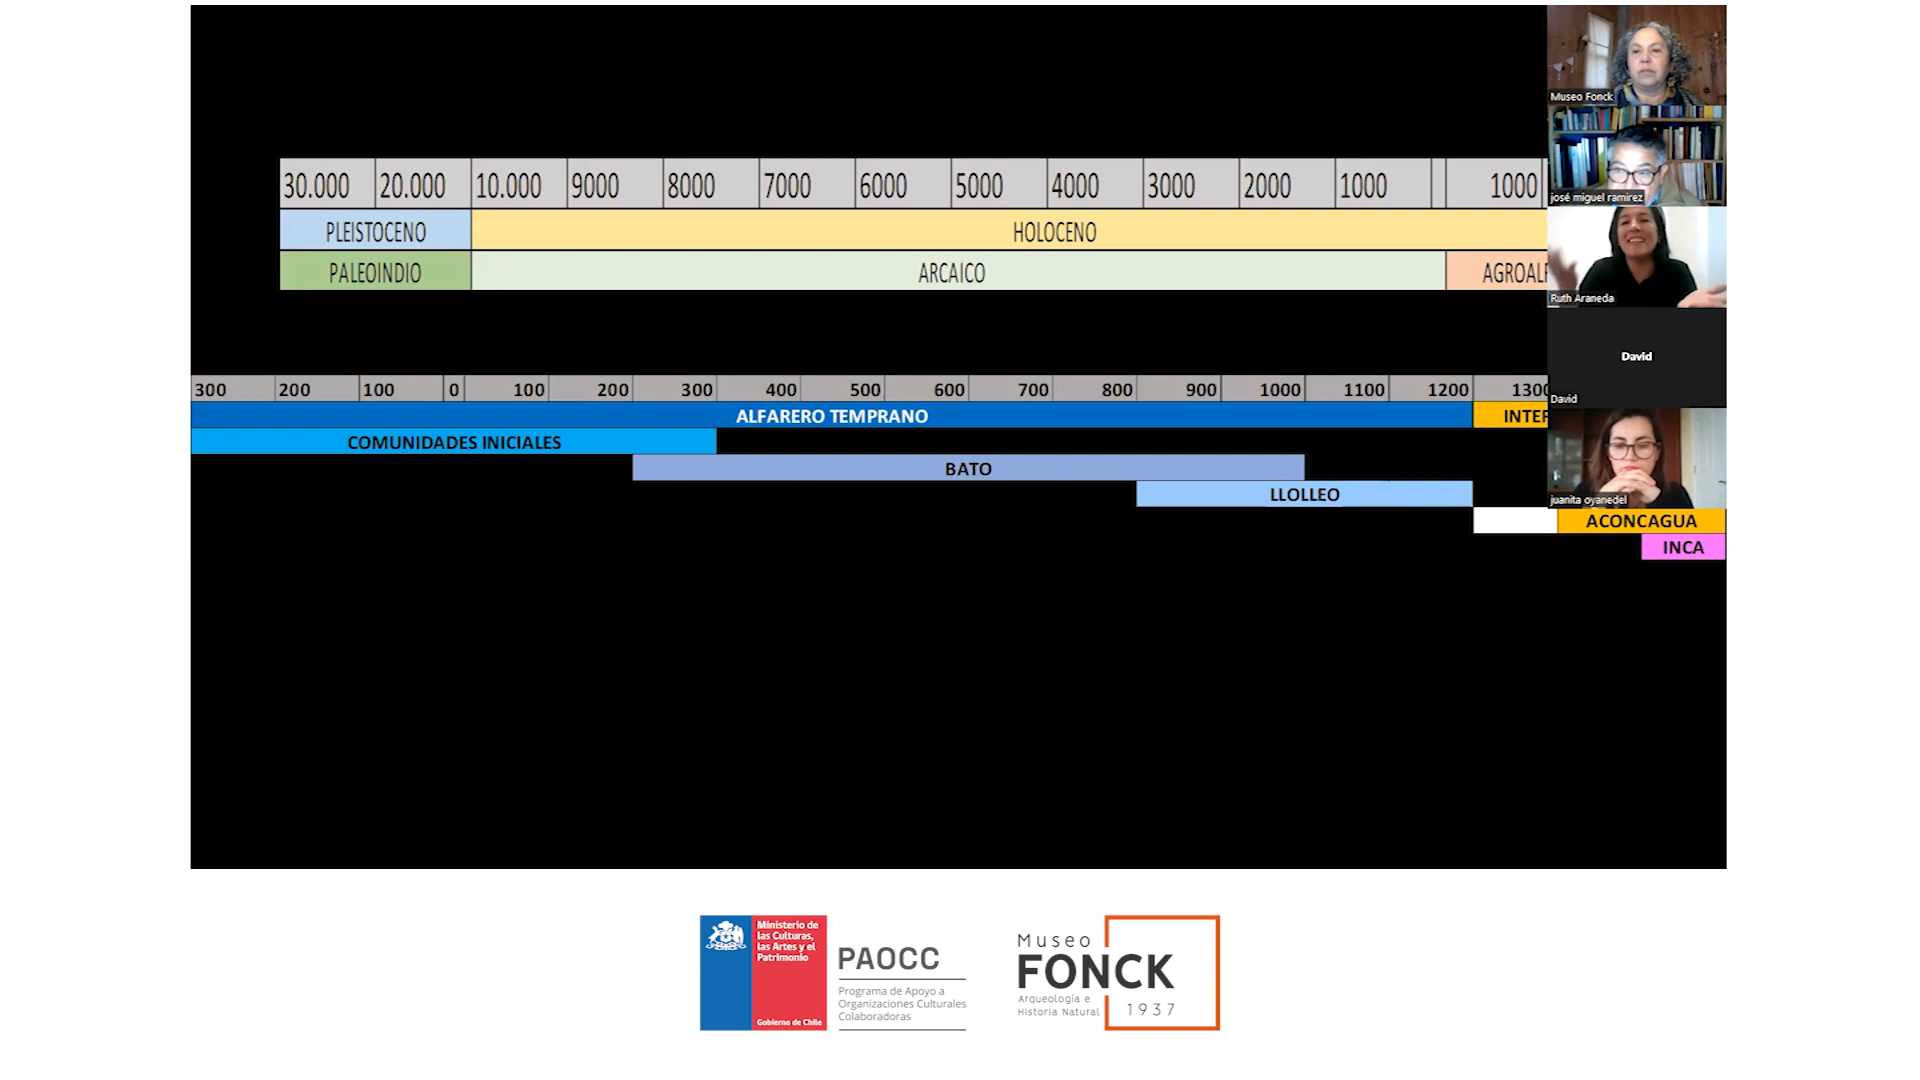 30.000 20.000 10.000 9000 8000 7000 6000 5000 4000 3000 2000 1000 1000
PLEISTOCENO HOLOCENO
PALEOINDIO ARCAICO AGROALF
300 200 100 0 100 200 300 400 500 600 700 800 900 1000 1100 1200 1300
ALFARERO TEMPRANO INTER
COMUNIDADES INICIALES
BATO
LLOLLEO
ACONCAGUA
INCA
Museo Fonck
josé miguel ramirez
Ruth Araneda
David
David
juanita oyanedel
Ministerio de
las Culturas,
las Artes y el
Patrimonio
Gobierno de Chile
PAOCC
Programa de Apoyo a
Organizaciones Culturales
Colaboradoras
Museo
FONCK
Arqueología e
Historia Natural
1937